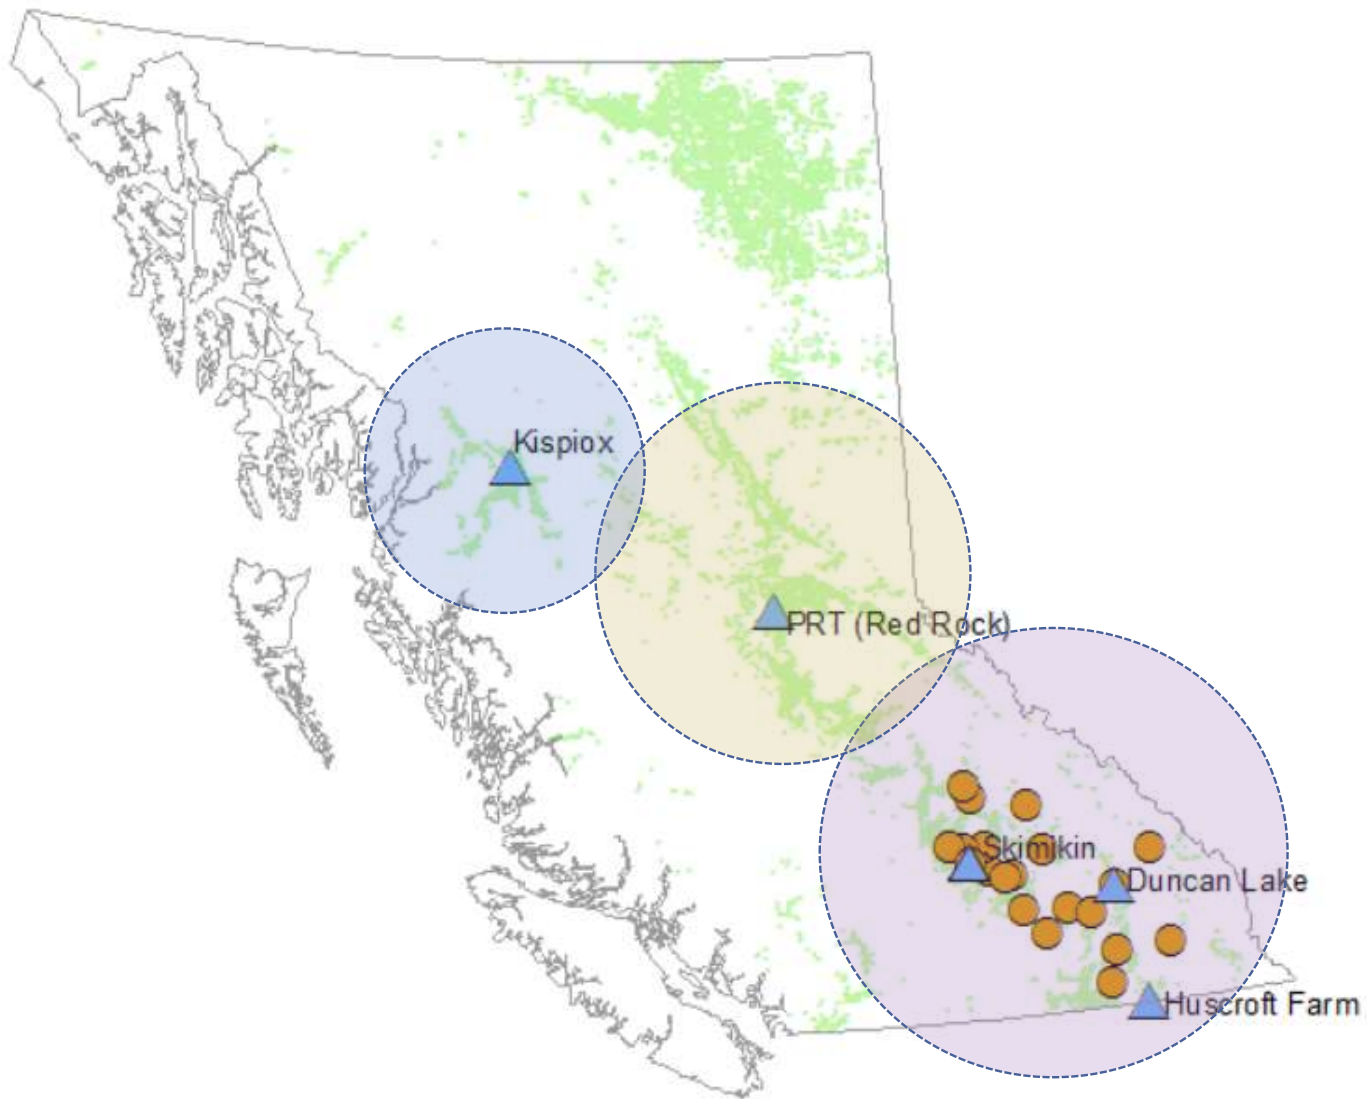 Kispiox
PRT (Red Rock)
Skimikin
Duncan Lake
Huscroft Farm